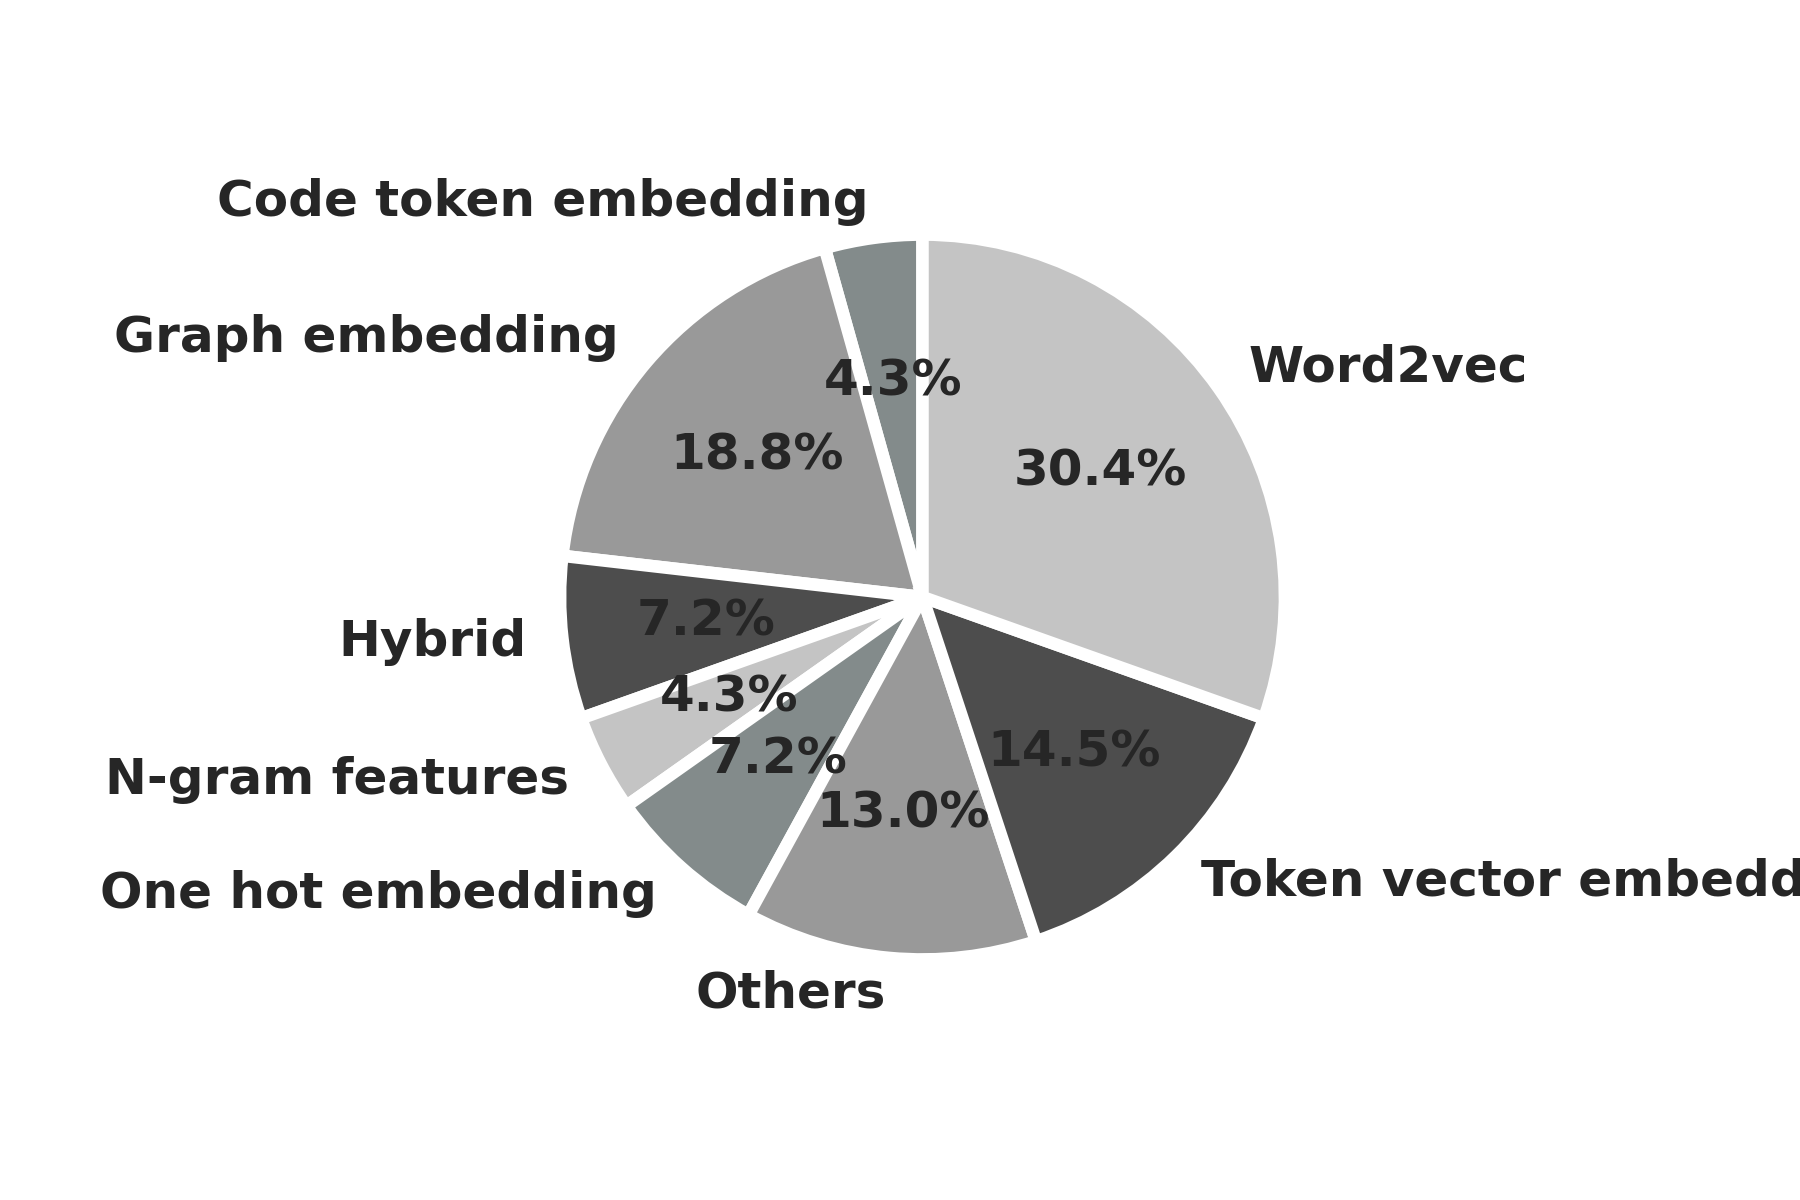 Code token embedding
Graph embedding
Word2vec
4.3%
18.8%
30.4%
Hybrid
7.2%
4.3%
N-gram features
7.2%
14.5%
13.0%
One hot embedding
Token vector embedd
Others